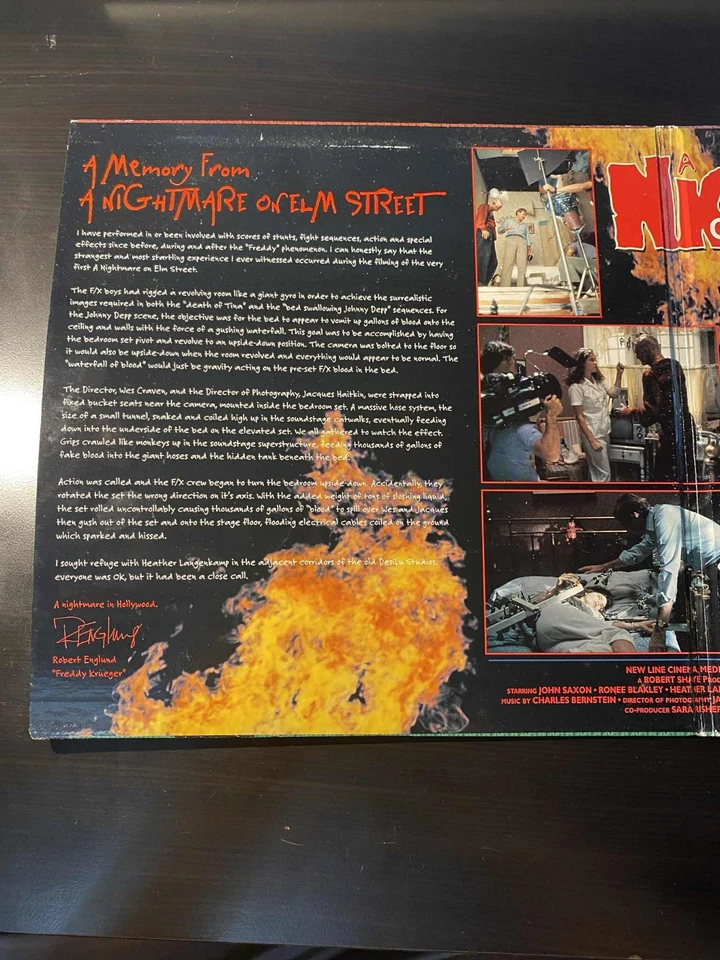 A Memory From
A NIGHTMARE ON ELM STREET
I have performed in or been involved with scores of stunts, fight sequences, action and special
effects since before, during and after the "Freddy" phenomenon. I can honestly say that the
strangest and most startling experience I ever witnessed occurred during the filming of the very
first A Nightmare on Elm Street.
The F/X boys had rigged a revolving room like a giant gyro in order to achieve the surrealistic
images required in both the "death of Tina" and the "bed swallowing Johnny Depp" sequences. For
the Johnny Depp scene, the objective was for the bed to appear to vomit up gallons of blood onto the
ceiling and walls with the force of a gushing waterfall. This goal was to be accomplished by having
the bedroom set pivot and revolve to an upside-down position. The camera was bolted to the floor so
it would also be upside-down when the room revolved and everything would appear to be normal. The
"waterfall of blood" would just be gravity acting on the pre-set F/X blood in the bed.
The Director, Wes Craven, and the Director of Photography, Jacques Haitkin, were strapped into
fixed bucket seats near the camera, mounted inside the bedroom set. A massive hose system, the
size of a small tunnel, snaked and coiled high up in the soundstage catwalks, eventually feeding
down into the underside of the bed on the elevated set. We all gathered to watch the effect.
Grips crawled like monkeys up in the soundstage superstructure, feeding thousands of gallons of
fake blood into the giant hoses and the hidden tank beneath the bed.
Action was called and the F/X crew began to turn the bedroom upside-down. Accidentally, they
rotated the set the wrong direction on it's axis. With the added weight of tons of sloshing liquid,
the set rolled uncontrollably causing thousands of gallons of "blood" to spill over Wes and Jacques
then gush out of the set and onto the stage floor, flooding electrical cables coiled on the ground
which sparked and hissed.
I sought refuge with Heather Langenkamp in the adjacent corridors of the old Desilu Studios.
everyone was OK, but it had been a close call.
A nightmare in Hollywood.
REnglund
Robert Englund
"Freddy Krueger"
A
NIG
O
NEW LINE CINEMA, MED
A ROBERT SHAYE PROD
STARRING JOHN SAXON • RONEE BLAKLEY • HEATHER LA
MUSIC BY CHARLES BERNSTEIN • DIRECTOR OF PHOTOGRAPHY JA
CO-PRODUCER SARA RISHER